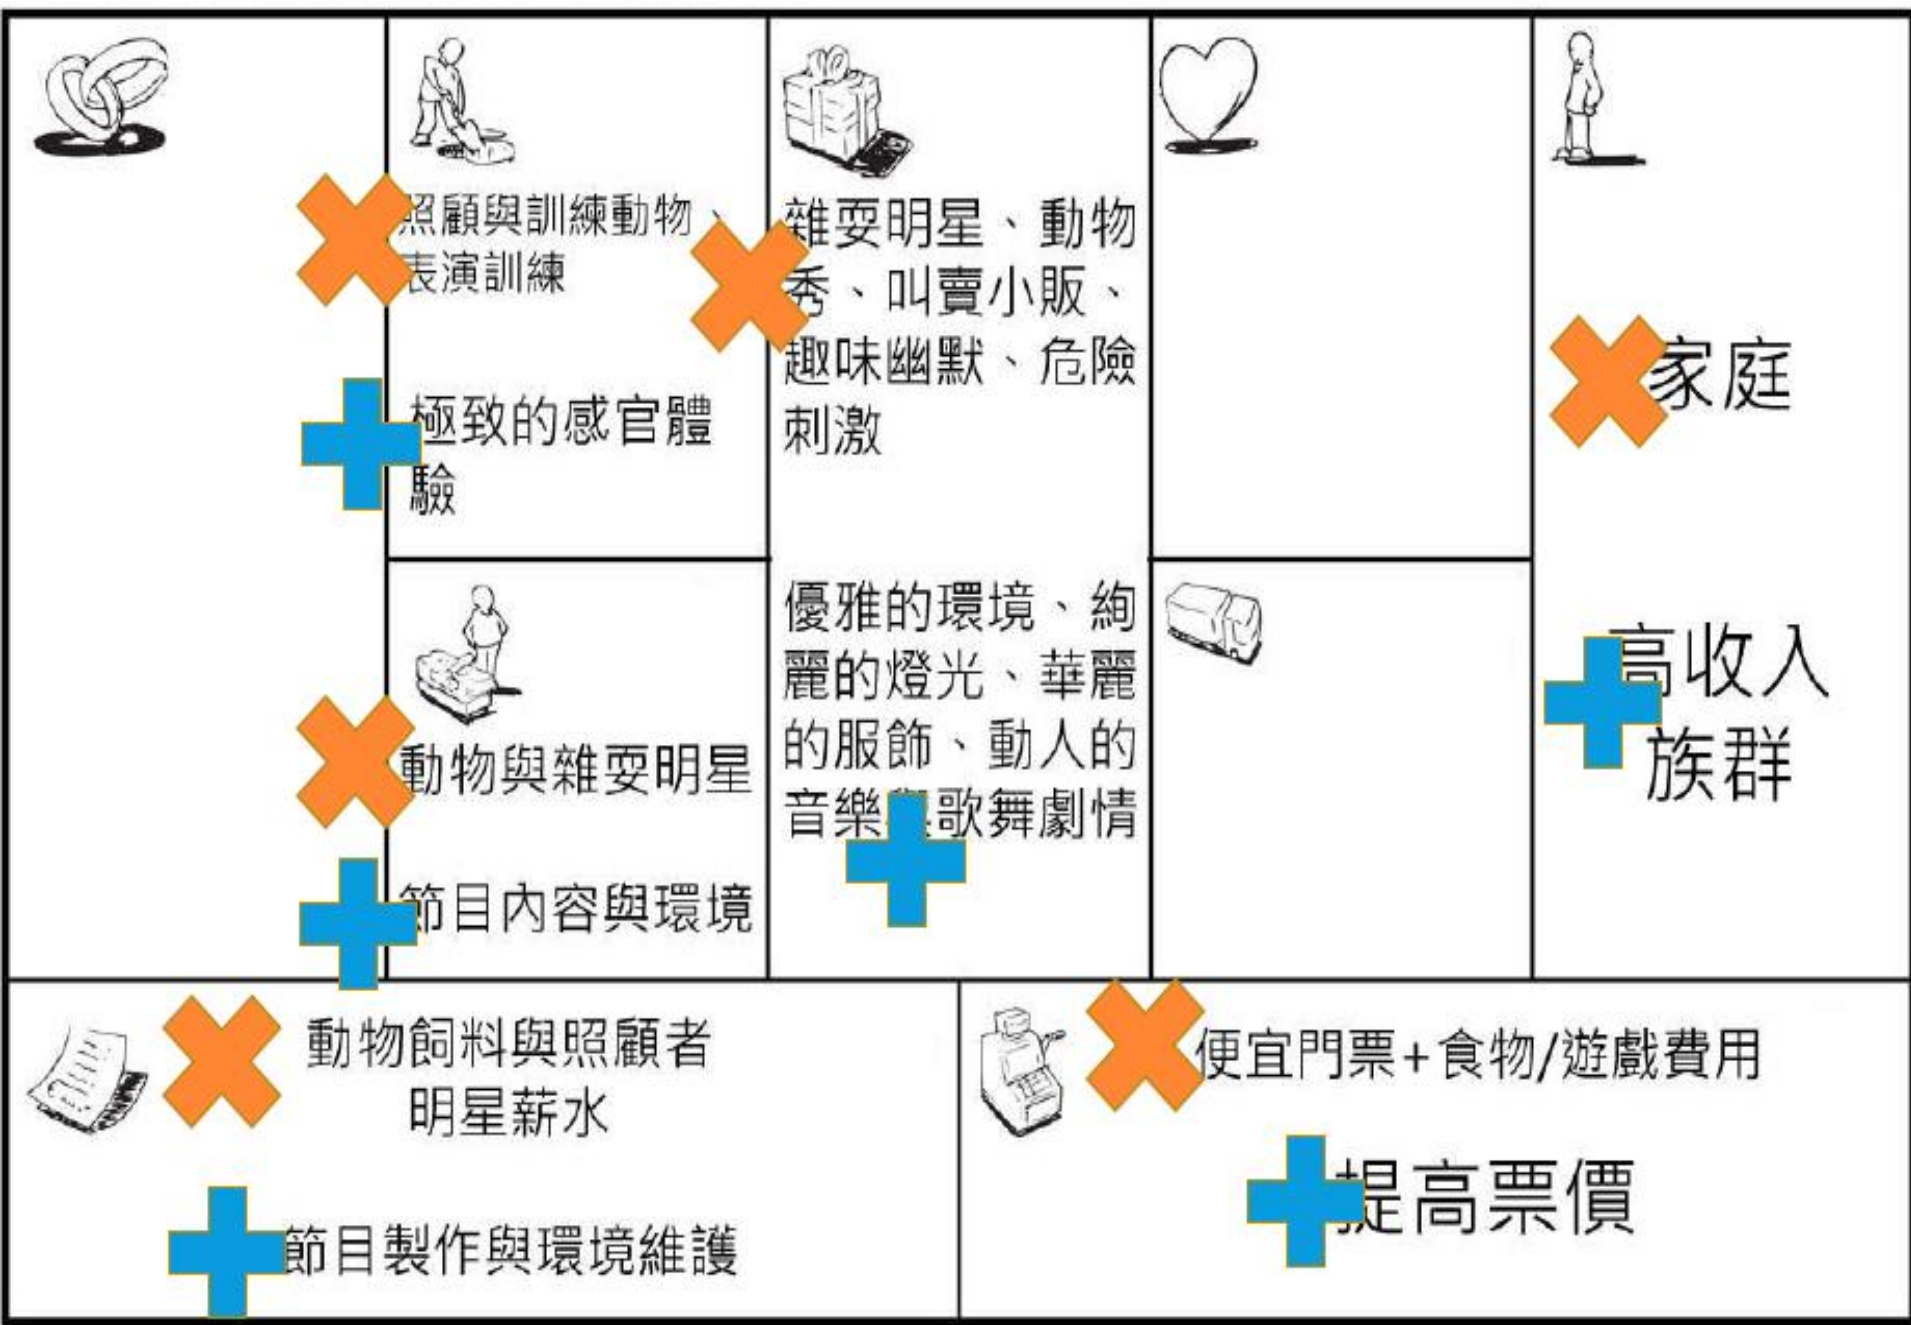 照顧與訓練動物、
表演訓練
極致的感官體
驗
動物與雜耍明星
節目內容與環境
雜耍明星、動物
秀、叫賣小販、
趣味幽默、危險
刺激
優雅的環境、絢
麗的燈光、華麗
的服飾、動人的
音樂與歌舞劇情
家庭
高收入
族群
動物飼料與照顧者
明星薪水
節目製作與環境維護
便宜門票+食物/遊戲費用
提高票價